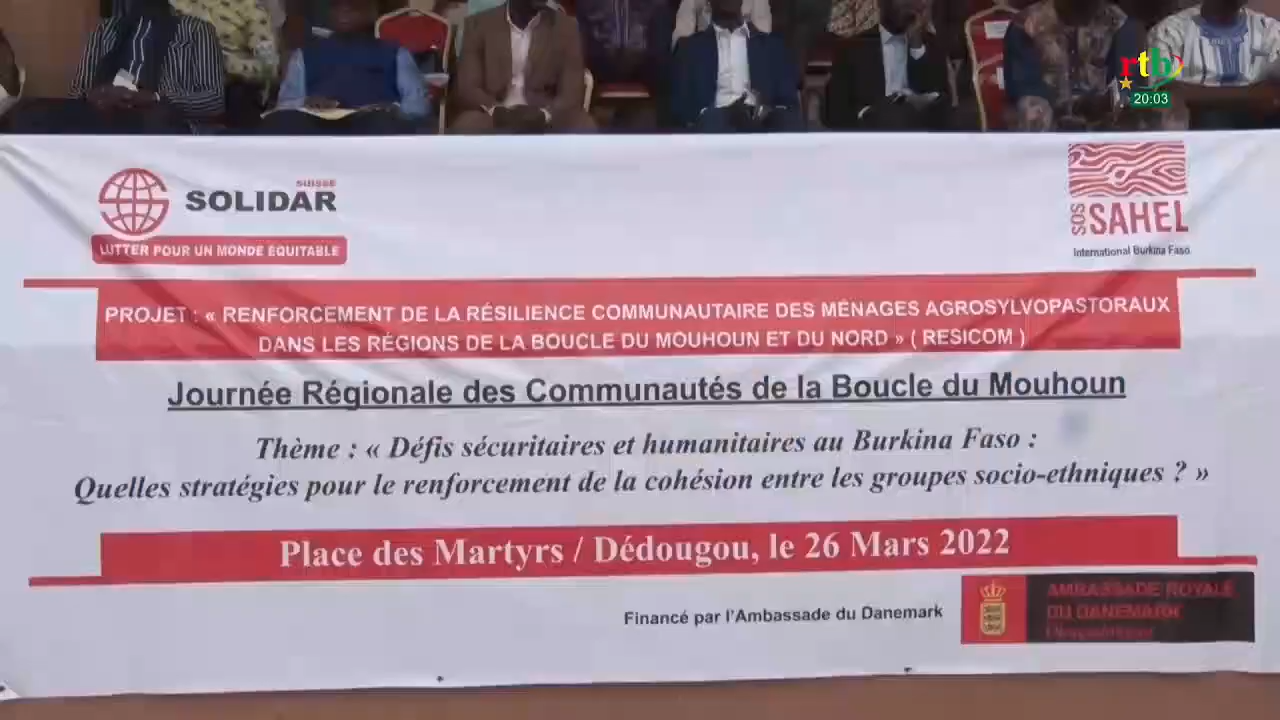 rtb
20:03
SUISSE
SOLIDAR
LUTTER POUR UN MONDE ÉQUITABLE
SOS SAHEL
International Burkina Faso
PROJET : « RENFORCEMENT DE LA RÉSILIENCE COMMUNAUTAIRE DES MÉNAGES AGROSYLVOPASTORAUX
DANS LES RÉGIONS DE LA BOUCLE DU MOUHOUN ET DU NORD » ( RESICOM )
Journée Régionale des Communautés de la Boucle du Mouhoun
Thème : « Défis sécuritaires et humanitaires au Burkina Faso :
Quelles stratégies pour le renforcement de la cohésion entre les groupes socio-ethniques ? »
Place des Martyrs / Dédougou, le 26 Mars 2022
Financé par l'Ambassade du Danemark
AMBASSADE ROYALE
DU DANEMARK